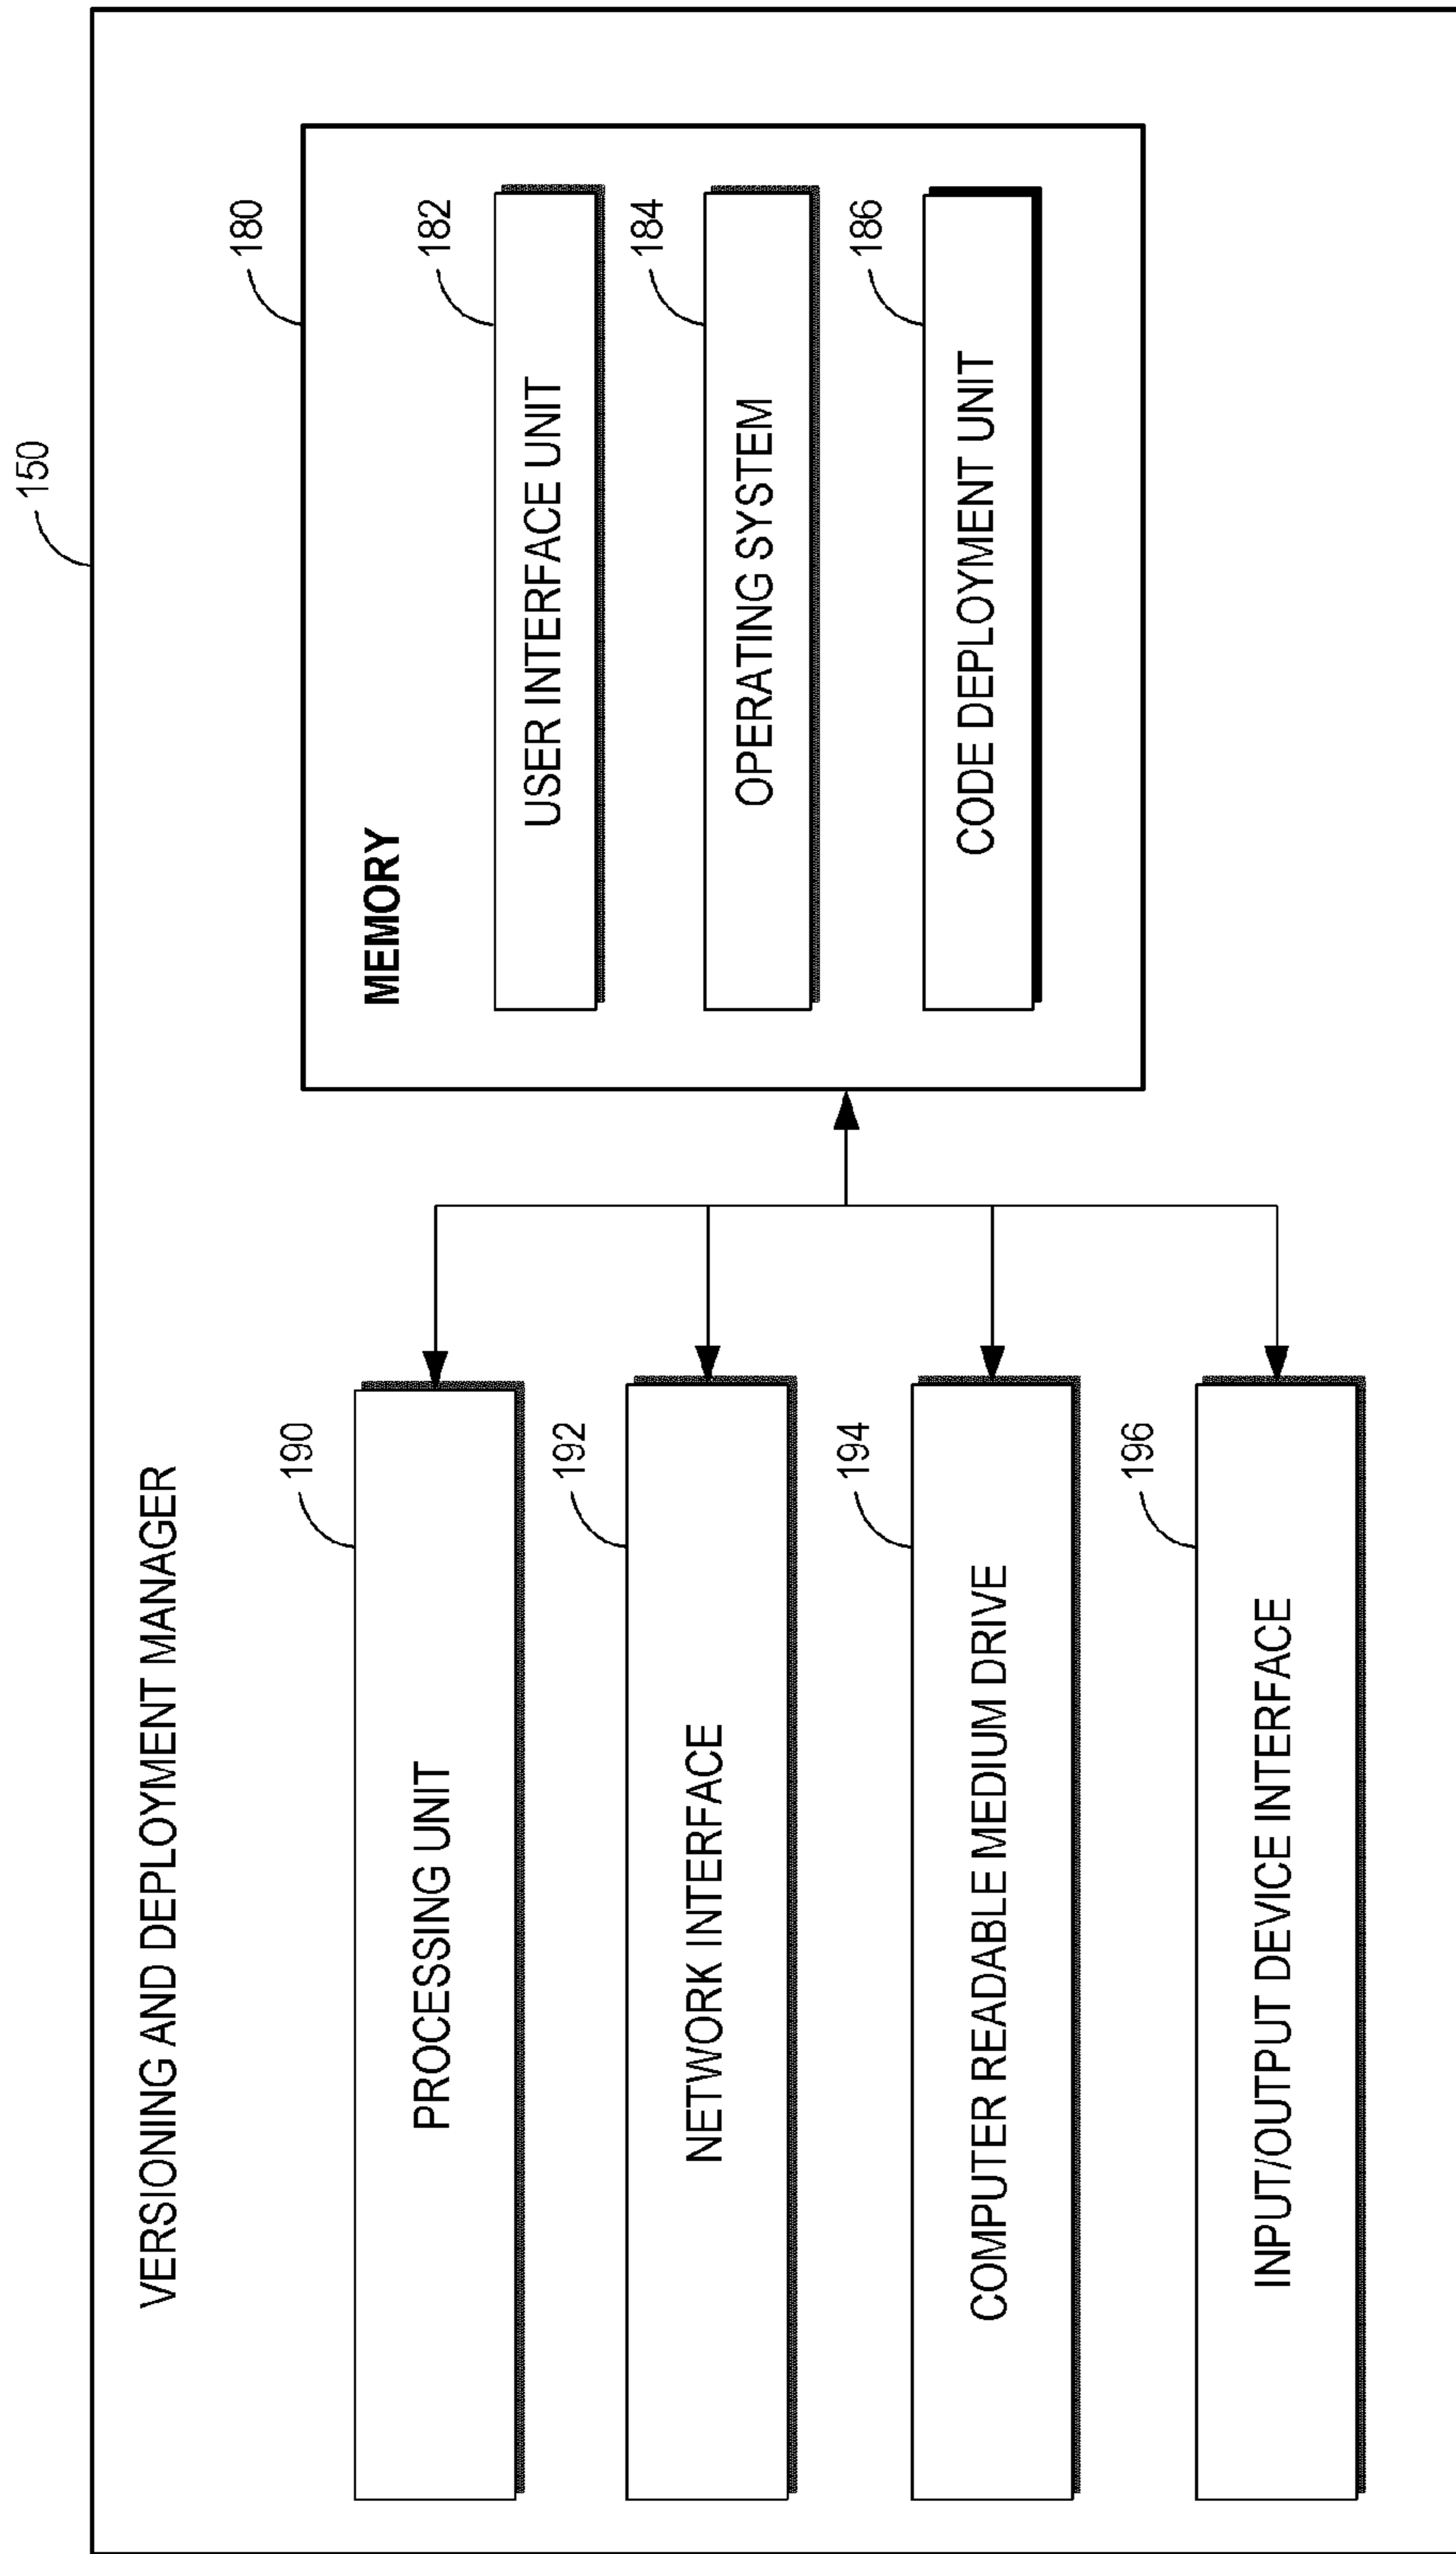 150
VERSIONING AND DEPLOYMENT MANAGER
190
PROCESSING UNIT
192
NETWORK INTERFACE
194
COMPUTER READABLE MEDIUM DRIVE
196
INPUT/OUTPUT DEVICE INTERFACE
180
MEMORY
182
USER INTERFACE UNIT
184
OPERATING SYSTEM
186
CODE DEPLOYMENT UNIT